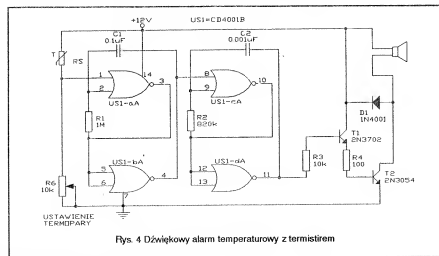 +12V
US1=CD4001B
C1
0.1uF
C2
0.001uF
T
RS
1
2
14
3
US1-aA
8
9
10
US1-cA
R1
1M
R2
820k
D1
1N4001
T1
2N3702
R3
10k
R4
100
T2
2N3054
5
6
4
7
US1-bA
12
13
11
US1-dA
R6
10k
USTAWIENIE
TERMOPARY
Rys. 4 Dźwiękowy alarm temperaturowy z termistirem